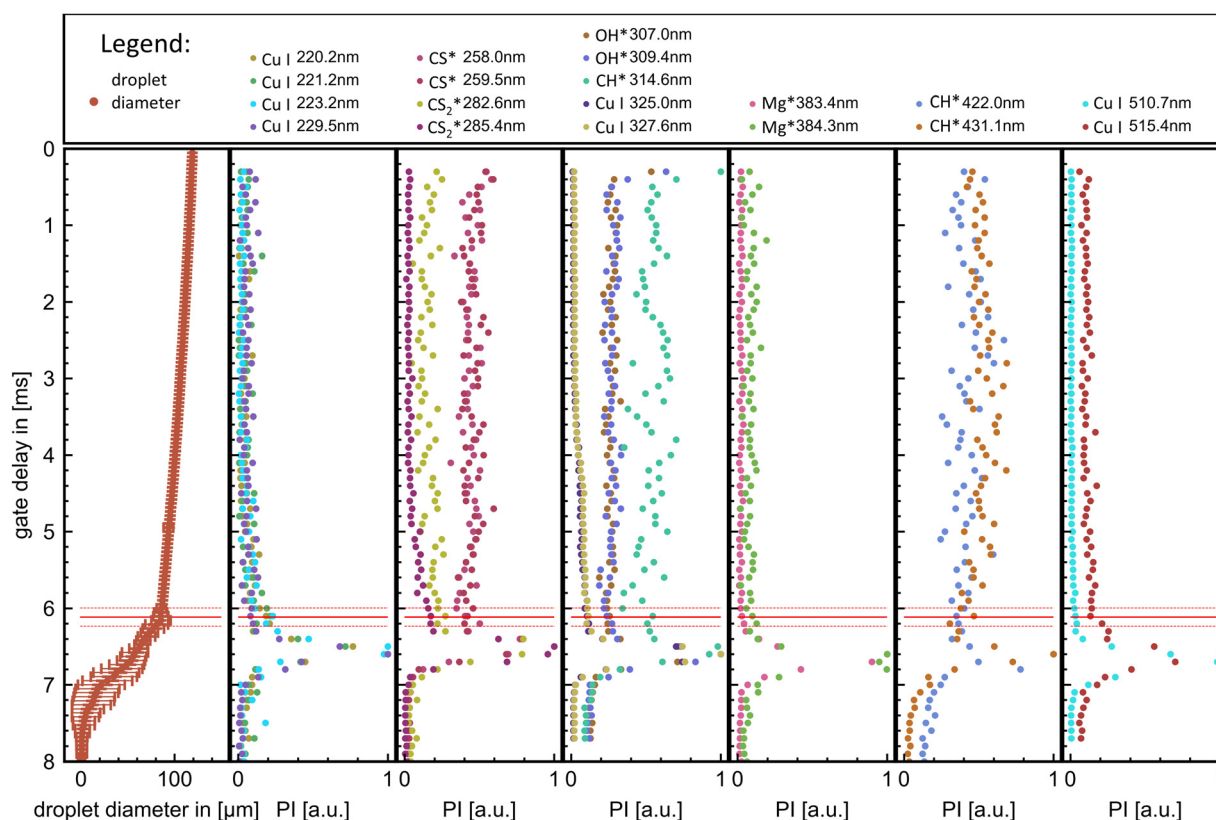 Legend:
droplet
diameter
Cu I 220.2nm
Cu I 221.2nm
Cu I 223.2nm
Cu I 229.5nm
CS* 258.0nm
CS* 259.5nm
CS₂* 282.6nm
CS₂* 285.4nm
OH* 307.0nm
OH* 309.4nm
CH* 314.6nm
Cu I 325.0nm
Cu I 327.6nm
Mg* 383.4nm
Mg* 384.3nm
CH* 422.0nm
CH* 431.1nm
Cu I 510.7nm
Cu I 515.4nm
gate delay in [ms]
0
1
2
3
4
5
6
7
8
0 100 0 1 0 1 0 1 0 1 0 1 0
droplet diameter in [µm] PI [a.u.] PI [a.u.] PI [a.u.] PI [a.u.] PI [a.u.] PI [a.u.]